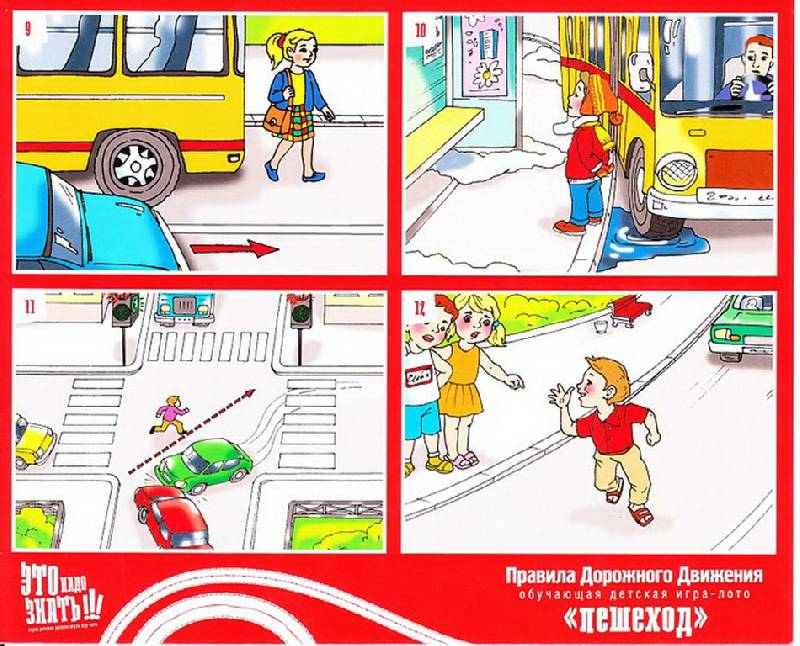 9
10
11
12
ЭТО НАДО
ЗНАТЬ!!!
Правила Дорожного Движения
обучающая детская игра-лото
«пешеход»